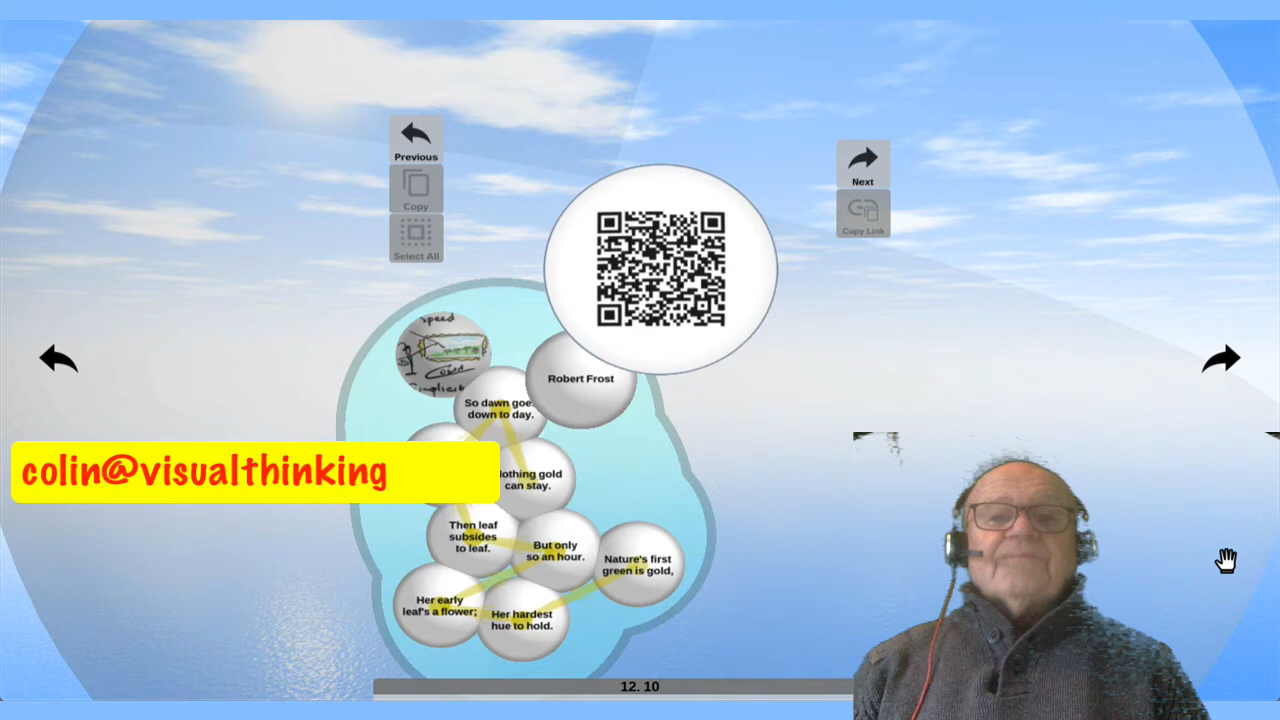 Previous
Copy
Select All
Next
Copy Link
Speed
Robert Frost
So dawn goe
down to day.
colin@visualthinking
lothing gold
can stay.
Then leaf
subsides
to leaf.
But only
so an hour.
Nature's first
green is gold,
Her early
leaf's a flower;
Her hardest
hue to hold.
12. 10